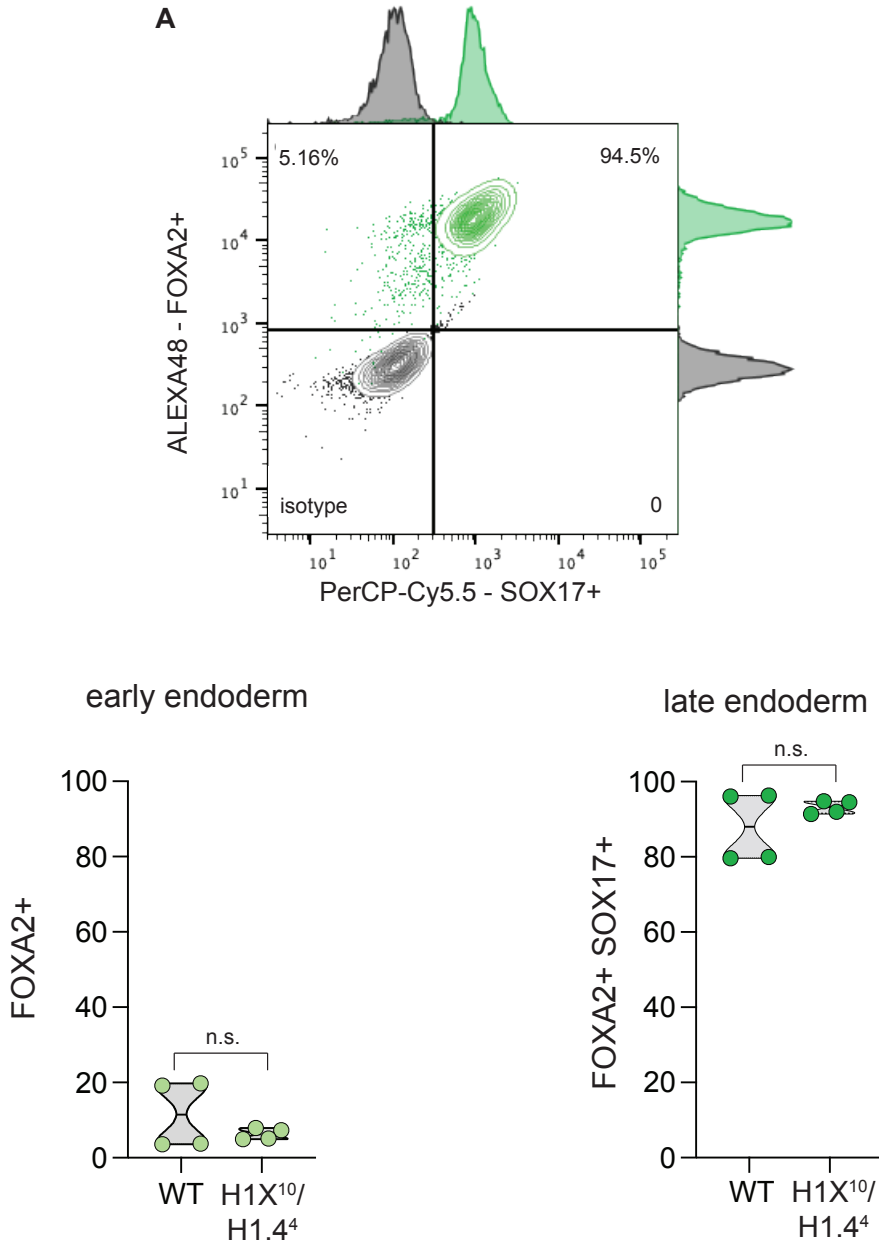 A
5.16%
94.5%
10⁵
10⁴
10³
10²
10¹
ALEXA48 - FOXA2+
isotype
0
10¹ 10² 10³ 10⁴ 10⁵
PerCP-Cy5.5 - SOX17+
early endoderm
n.s.
100
80
60
40
20
0
FOXA2+
WT
H1X¹⁰/
H1.4⁴
late endoderm
n.s.
100
80
60
40
20
0
FOXA2+ SOX17+
WT
H1X¹⁰/
H1.4⁴